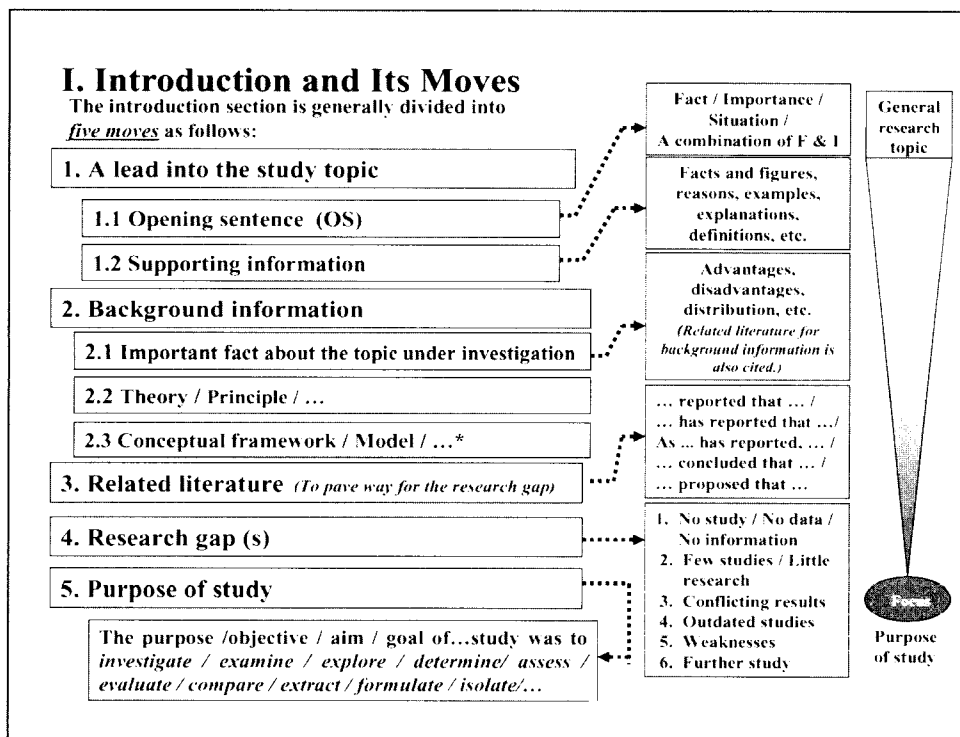 I. Introduction and Its Moves
The introduction section is generally divided into
five moves as follows:
1. A lead into the study topic
1.1 Opening sentence (OS)
1.2 Supporting information
2. Background information
2.1 Important fact about the topic under investigation
2.2 Theory / Principle / …
2.3 Conceptual framework / Model / …*
3. Related literature (To pave way for the research gap)
4. Research gap (s)
5. Purpose of study
The purpose /objective / aim / goal of…study was to
investigate / examine / explore / determine/ assess /
evaluate / compare / extract / formulate / isolate/…
Fact / Importance /
Situation /
A combination of F & I
Facts and figures,
reasons, examples,
explanations,
definitions, etc.
Advantages,
disadvantages,
distribution, etc.
(Related literature for
background information is
also cited.)
… reported that … /
… has reported that …/
As ... has reported, … /
… concluded that … /
… proposed that …
1. No study / No data /
No information
2. Few studies / Little
research
3. Conflicting results
4. Outdated studies
5. Weaknesses
6. Further study
General
research
topic
Focus
Purpose
of study